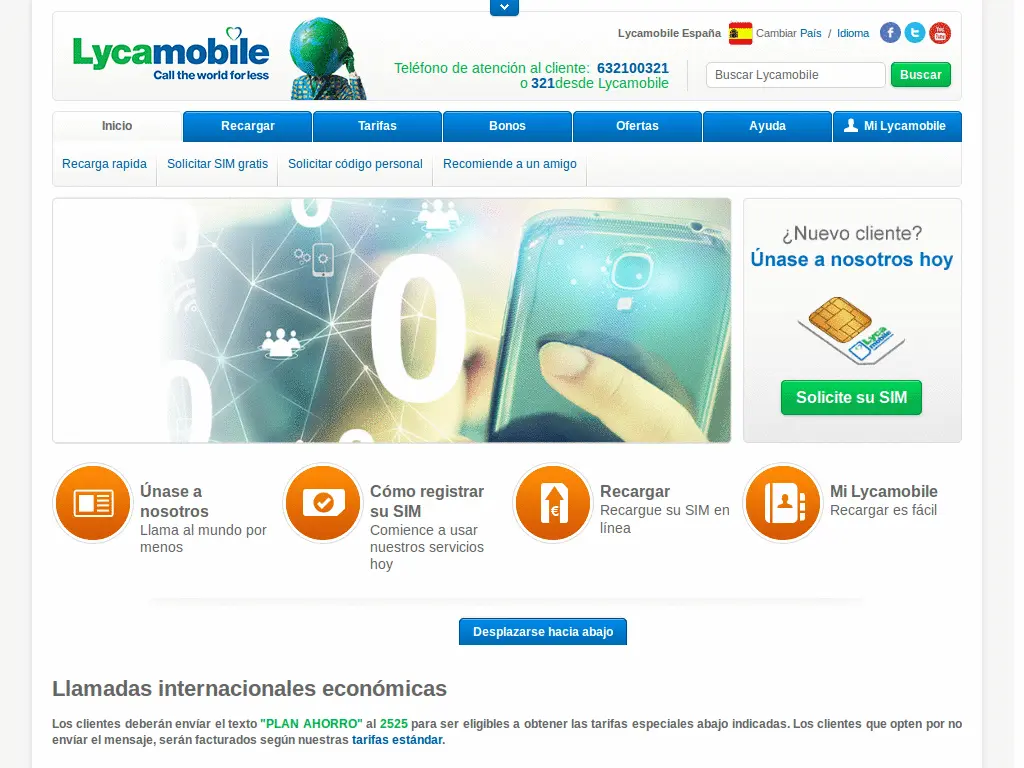 Lycamobile
Call the world for less
Lycamobile España Cambiar País / Idioma
Teléfono de atención al cliente: 632100321
o 321desde Lycamobile
Buscar Lycamobile
Buscar
Inicio
Recargar
Tarifas
Bonos
Ofertas
Ayuda
Mi Lycamobile
Recarga rapida
Solicitar SIM gratis
Solicitar código personal
Recomiende a un amigo
0
0
0
¿Nuevo cliente?
Únase a nosotros hoy
Lyca
mobile
Solicite su SIM
Únase a
nosotros
Llama al mundo por
menos
Cómo registrar
su SIM
Comience a usar
nuestros servicios
hoy
€
Recargar
Recargue su SIM en
línea
Mi Lycamobile
Recargar es fácil
Desplazarse hacia abajo
Llamadas internacionales económicas
Los clientes deberán envíar el texto "PLAN AHORRO" al 2525 para ser eligibles a obtener las tarifas especiales abajo indicadas. Los clientes que opten por no
envíar el mensaje, serán facturados según nuestras tarifas estándar.